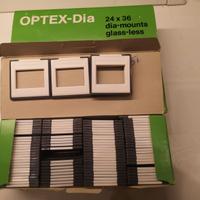 OPTEX-Dia
24 x 36
dia-mounts
glass-less